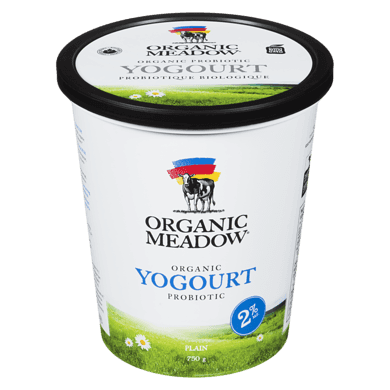 ORGANIC
MEADOW
ORGANIC PROBIOTIC
YOGOURT
PROBIOTIQUE BIOLOGIQUE
ORGANIC
MEADOW
ORGANIC
YOGOURT
PROBIOTIC
2%
PLAIN
750 g